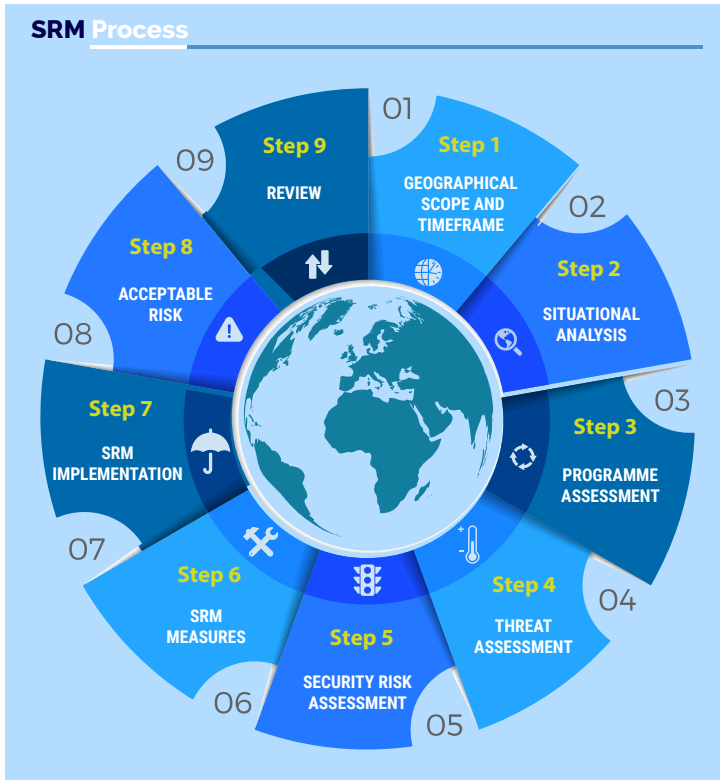 SRM Process
01
Step 1
GEOGRAPHICAL
SCOPE AND
TIMEFRAME
02
Step 2
SITUATIONAL
ANALYSIS
03
Step 3
PROGRAMME
ASSESSMENT
04
Step 4
THREAT
ASSESSMENT
05
Step 5
SECURITY RISK
ASSESSMENT
06
Step 6
SRM
MEASURES
07
Step 7
SRM
IMPLEMENTATION
08
Step 8
ACCEPTABLE
RISK
09
Step 9
REVIEW